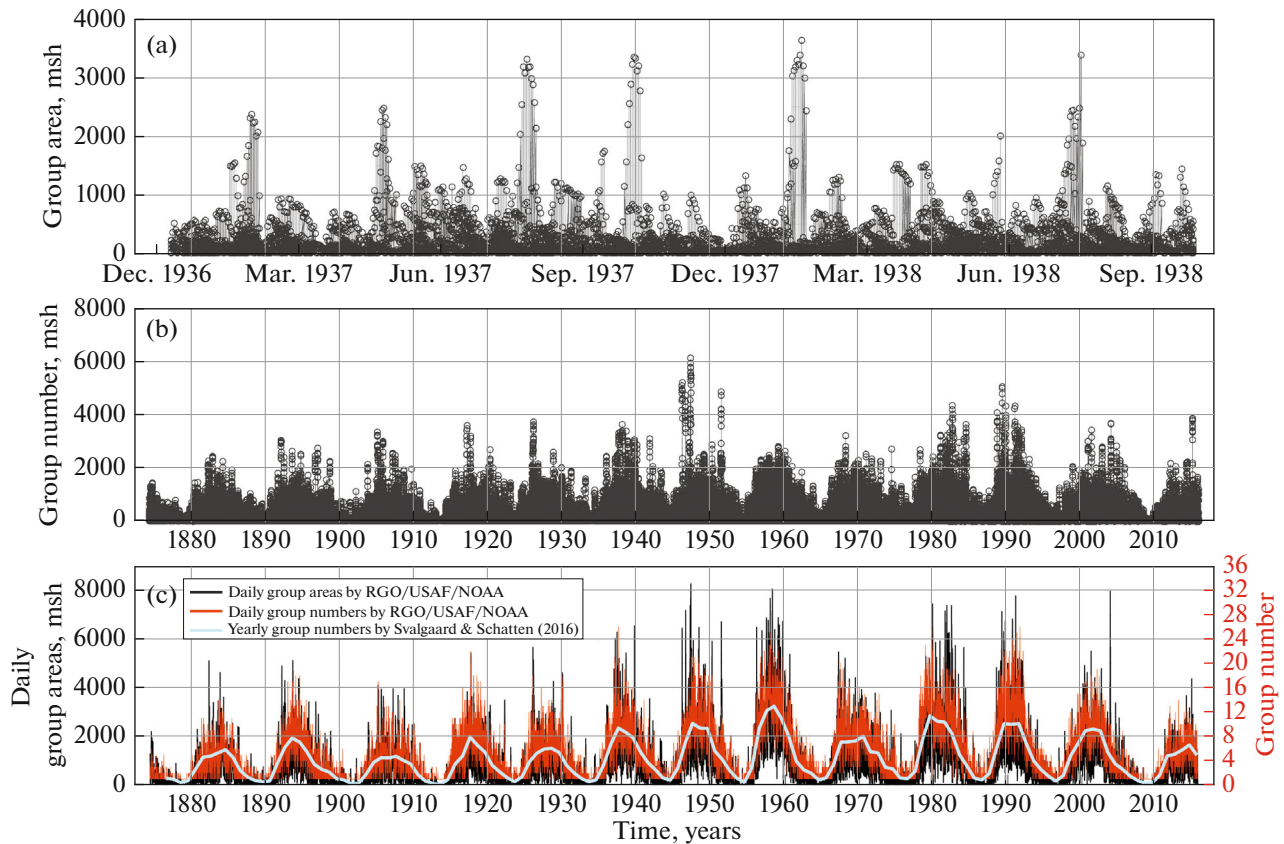 (a)
Group area, msh
4000
3000
2000
1000
0
Dec. 1936 Mar. 1937 Jun. 1937 Sep. 1937 Dec. 1937 Mar. 1938 Jun. 1938 Sep. 1938
(b)
Group number, msh
8000
6000
4000
2000
0
1880 1890 1900 1910 1920 1930 1940 1950 1960 1970 1980 1990 2000 2010
(c)
Daily
group areas, msh
8000
6000
4000
2000
0
Daily group areas by RGO/USAF/NOAA
Daily group numbers by RGO/USAF/NOAA
Yearly group numbers by Svalgaard & Schatten (2016)
36
32
28
24
20
16
12
8
4
0
Group number
1880 1890 1900 1910 1920 1930 1940 1950 1960 1970 1980 1990 2000 2010
Time, years